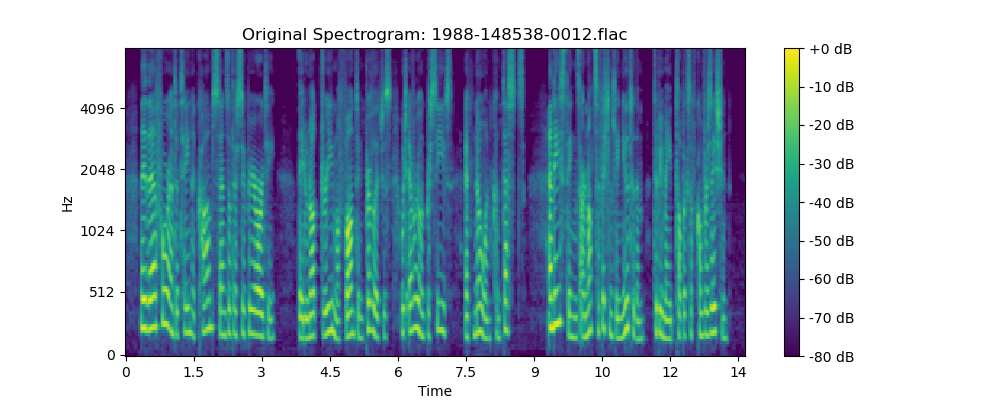 Original Spectrogram: 1988-148538-0012.flac
+0 dB
-10 dB
-20 dB
-30 dB
-40 dB
-50 dB
-60 dB
-70 dB
-80 dB
4096
2048
1024
512
0
Hz
0 1.5 3 4.5 6 7.5 9 10 12 14
Time